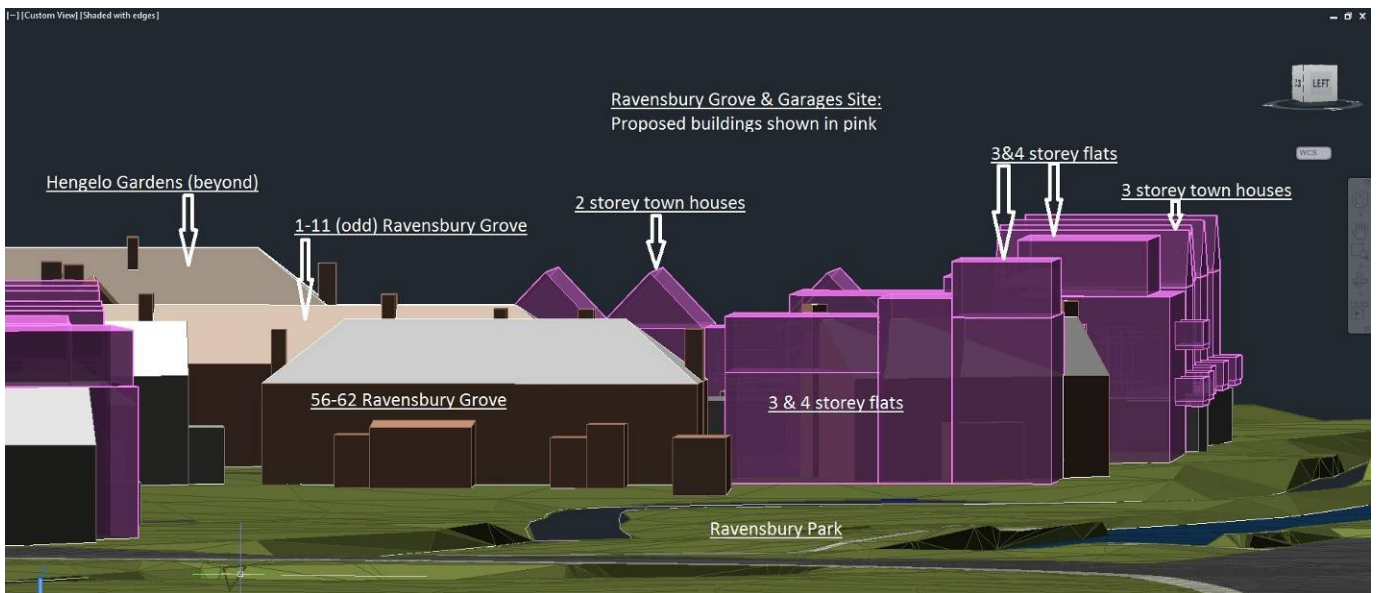 [−][Custom View][Shaded with edges]
Ravensbury Grove & Garages Site:
Proposed buildings shown in pink
LEFT
WCS
3&4 storey flats
Hengelo Gardens (beyond)
3 storey town houses
2 storey town houses
1-11 (odd) Ravensbury Grove
56-62 Ravensbury Grove
3 & 4 storey flats
Ravensbury Park